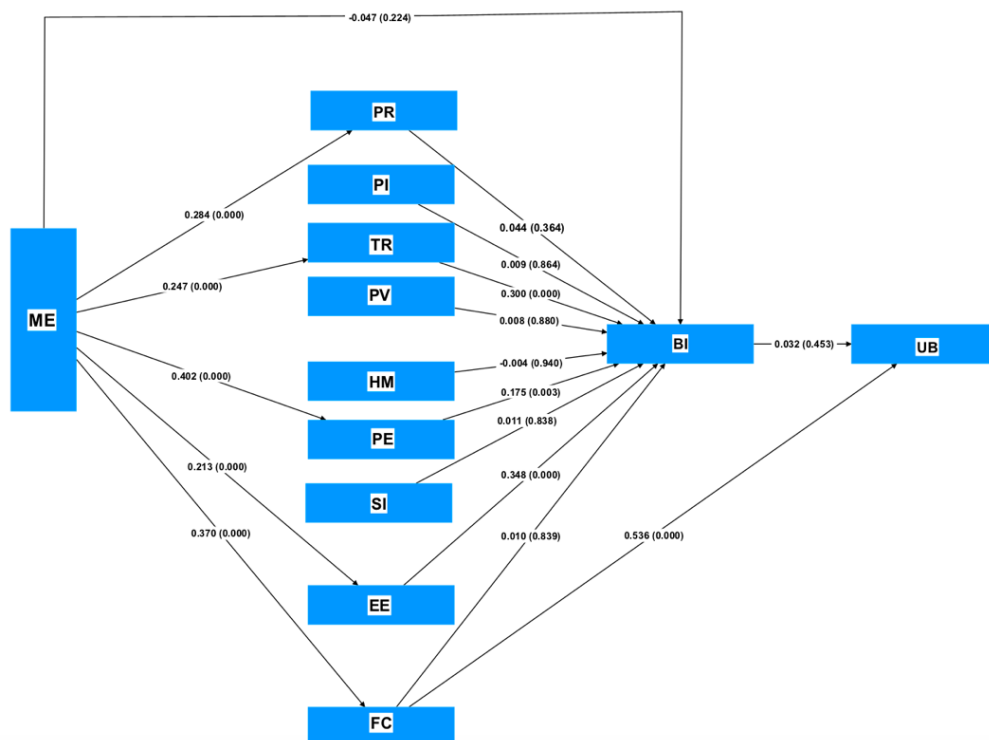 -0.047 (0.224)
PR
PI
0.284 (0.000)
0.044 (0.364)
TR
0.009 (0.864)
0.247 (0.000)
0.300 (0.000)
PV
ME
0.008 (0.880)
BI
0.032 (0.453)
UB
HM
-0.004 (0.940)
0.402 (0.000)
0.175 (0.003)
0.011 (0.838)
PE
0.213 (0.000)
0.348 (0.000)
SI
0.370 (0.000)
0.010 (0.839)
0.536 (0.000)
EE
FC